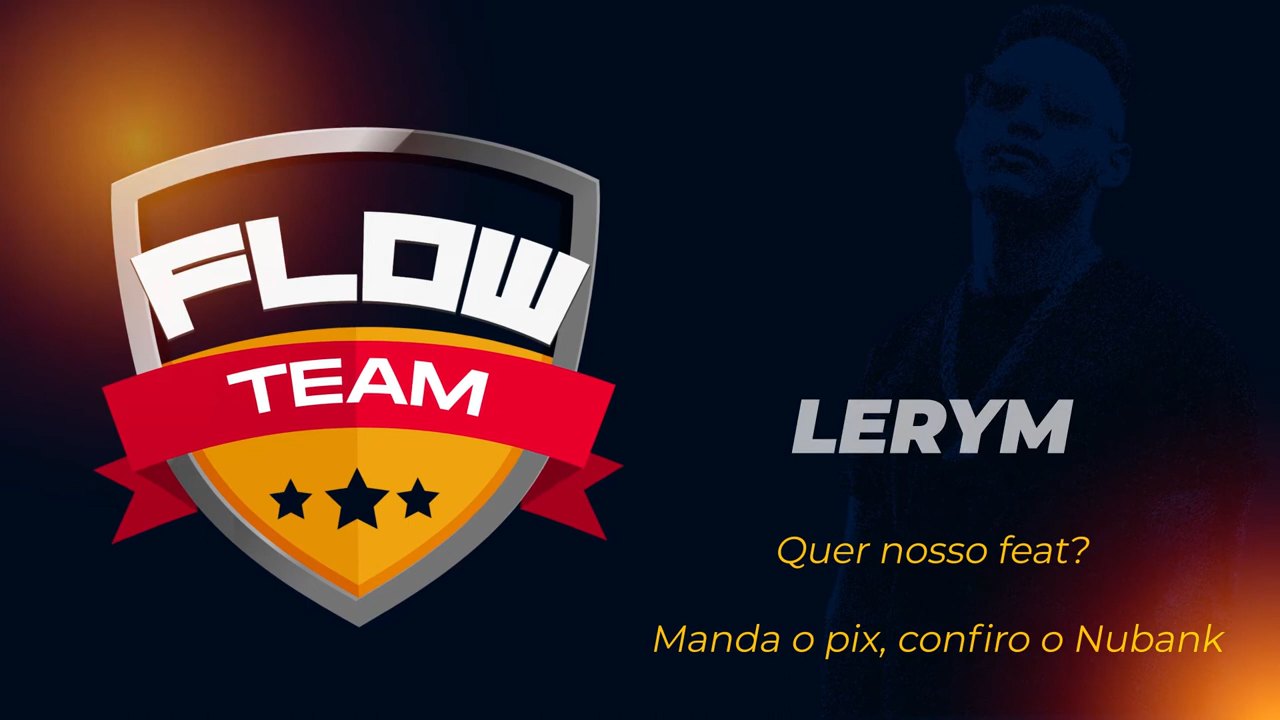 FLOW
TEAM
LERYM
Quer nosso feat?
Manda o pix, confiro o Nubank